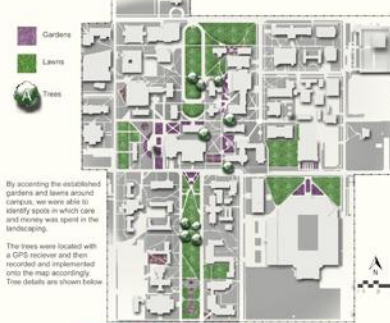 Gardens
Lawns
A
Trees
By accenting the established
gardens and lawns around
campus, we were able to
identify spots in which care
and money was spent in the
landscaping.
The trees were located with
a GPS reciever and then
recorded and implemented
onto the map accordingly.
Tree details are shown below